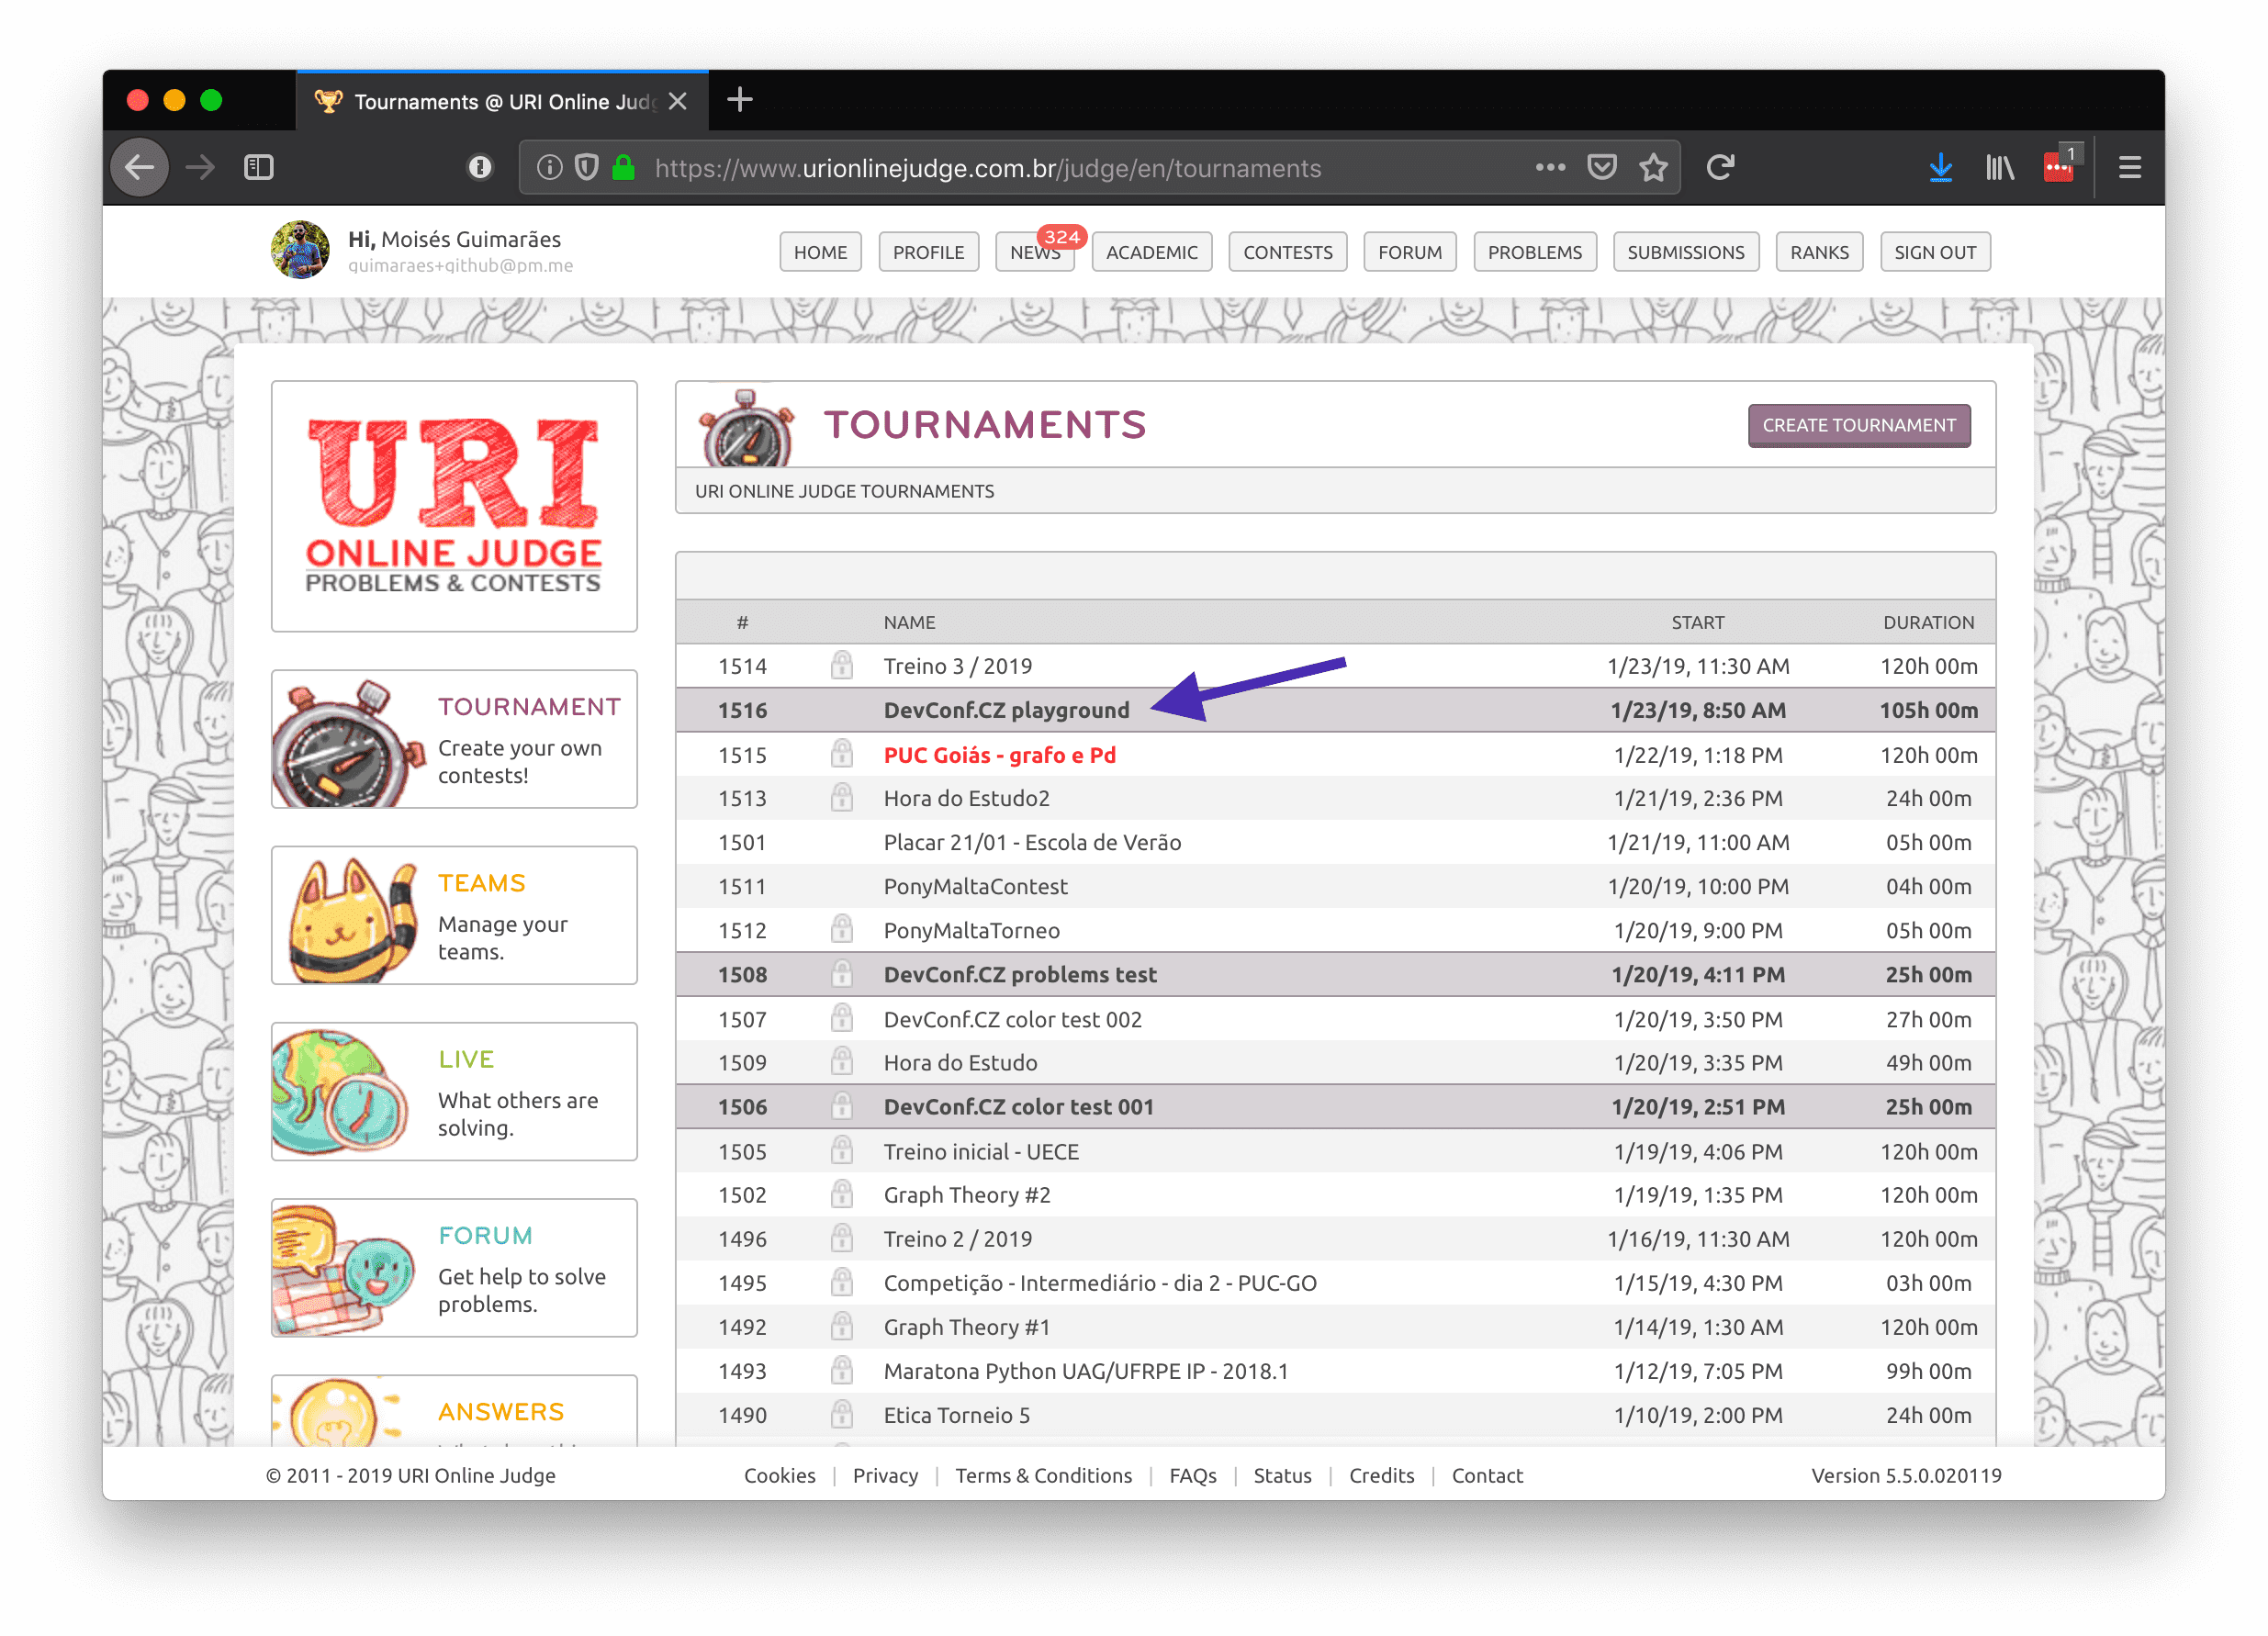 Tournaments @ URI Online Judg
https://www.urionlinejudge.com.br/judge/en/tournaments
1
Hi, Moisés Guimarães
guimaraes+github@pm.me
HOME PROFILE NEWS 324 ACADEMIC CONTESTS FORUM PROBLEMS SUBMISSIONS RANKS SIGN OUT
URI
ONLINE JUDGE
PROBLEMS & CONTESTS
TOURNAMENT
Create your own
contests!
TEAMS
Manage your
teams.
LIVE
What others are
solving.
FORUM
Get help to solve
problems.
ANSWERS
TOURNAMENTS
CREATE TOURNAMENT
URI ONLINE JUDGE TOURNAMENTS
# NAME START DURATION
1514 Treino 3 / 2019 1/23/19, 11:30 AM 120h 00m
1516 DevConf.CZ playground 1/23/19, 8:50 AM 105h 00m
1515 PUC Goiás - grafo e Pd 1/22/19, 1:18 PM 120h 00m
1513 Hora do Estudo2 1/21/19, 2:36 PM 24h 00m
1501 Placar 21/01 - Escola de Verão 1/21/19, 11:00 AM 05h 00m
1511 PonyMaltaContest 1/20/19, 10:00 PM 04h 00m
1512 PonyMaltaTorneo 1/20/19, 9:00 PM 05h 00m
1508 DevConf.CZ problems test 1/20/19, 4:11 PM 25h 00m
1507 DevConf.CZ color test 002 1/20/19, 3:50 PM 27h 00m
1509 Hora do Estudo 1/20/19, 3:35 PM 49h 00m
1506 DevConf.CZ color test 001 1/20/19, 2:51 PM 25h 00m
1505 Treino inicial - UECE 1/19/19, 4:06 PM 120h 00m
1502 Graph Theory #2 1/19/19, 1:35 PM 120h 00m
1496 Treino 2 / 2019 1/16/19, 11:30 AM 120h 00m
1495 Competição - Intermediário - dia 2 - PUC-GO 1/15/19, 4:30 PM 03h 00m
1492 Graph Theory #1 1/14/19, 1:30 AM 120h 00m
1493 Maratona Python UAG/UFRPE IP - 2018.1 1/12/19, 7:05 PM 99h 00m
1490 Etica Torneio 5 1/10/19, 2:00 PM 24h 00m
© 2011 - 2019 URI Online Judge
Cookies | Privacy | Terms & Conditions | FAQs | Status | Credits | Contact
Version 5.5.0.020119